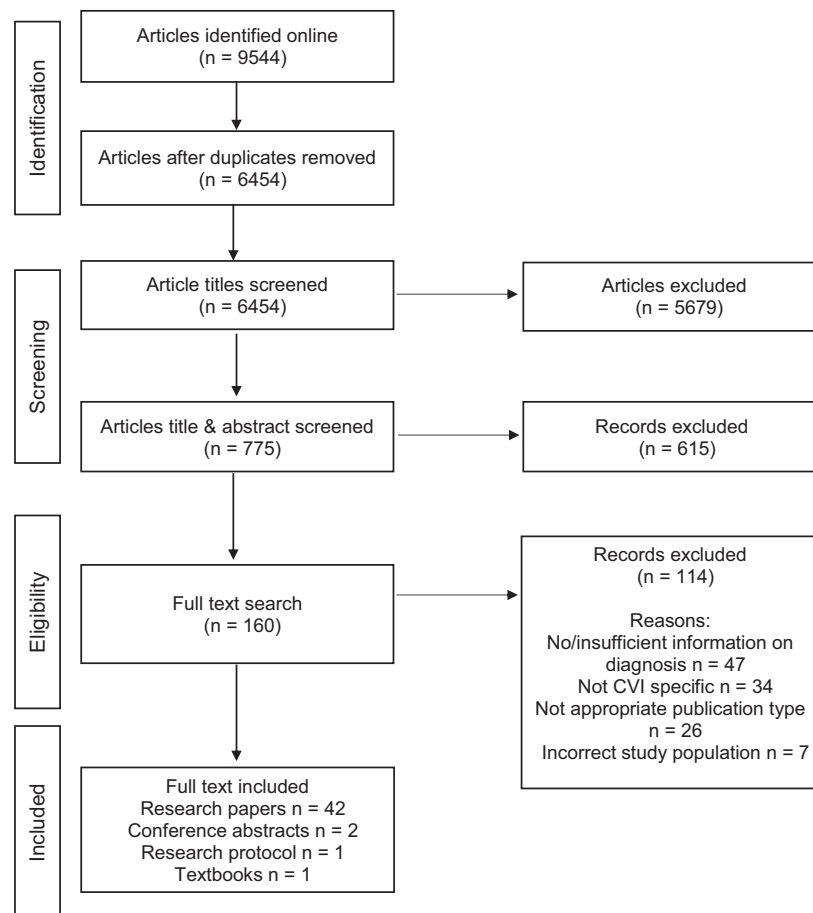 Identification
Articles identified online
(n = 9544)
Articles after duplicates removed
(n = 6454)
Screening
Article titles screened
(n = 6454)
Articles excluded
(n = 5679)
Articles title & abstract screened
(n = 775)
Records excluded
(n = 615)
Eligibility
Full text search
(n = 160)
Records excluded
(n = 114)
Reasons:
No/insufficient information on
diagnosis n = 47
Not CVI specific n = 34
Not appropriate publication type
n = 26
Incorrect study population n = 7
Included
Full text included
Research papers n = 42
Conference abstracts n = 2
Research protocol n = 1
Textbooks n = 1